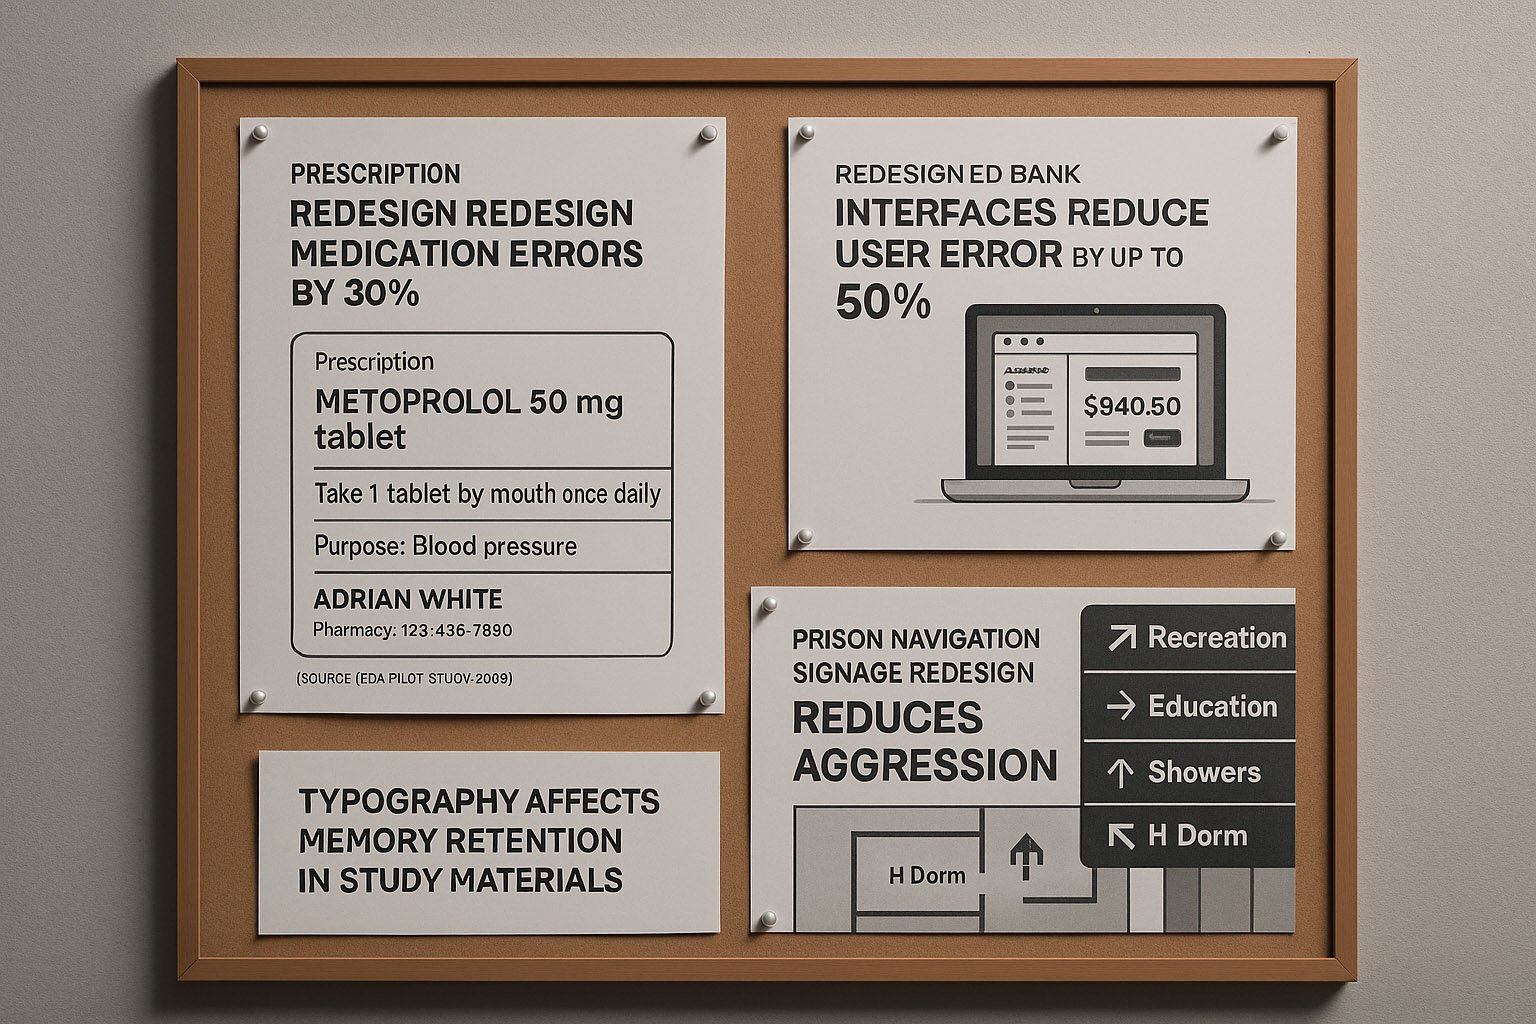 PRESCRIPTION
REDESIGN REDESIGN
MEDICATION ERRORS
BY 30%
Prescription
METOPROLOL 50 mg
tablet
Take 1 tablet by mouth once daily
Purpose: Blood pressure
ADRIAN WHITE
Pharmacy: 123:436-7890
(SOURCE (EDA PILOT STUOV-2009)
REDESIGNED BANK
INTERFACES REDUCE
USER ERROR BY UP TO
50%
$940.50
TYPOGRAPHY AFFECTS
MEMORY RETENTION
IN STUDY MATERIALS
PRISON NAVIGATION
SIGNAGE REDESIGN
REDUCES
AGGRESSION
Recreation
Education
Showers
H Dorm
H Dorm